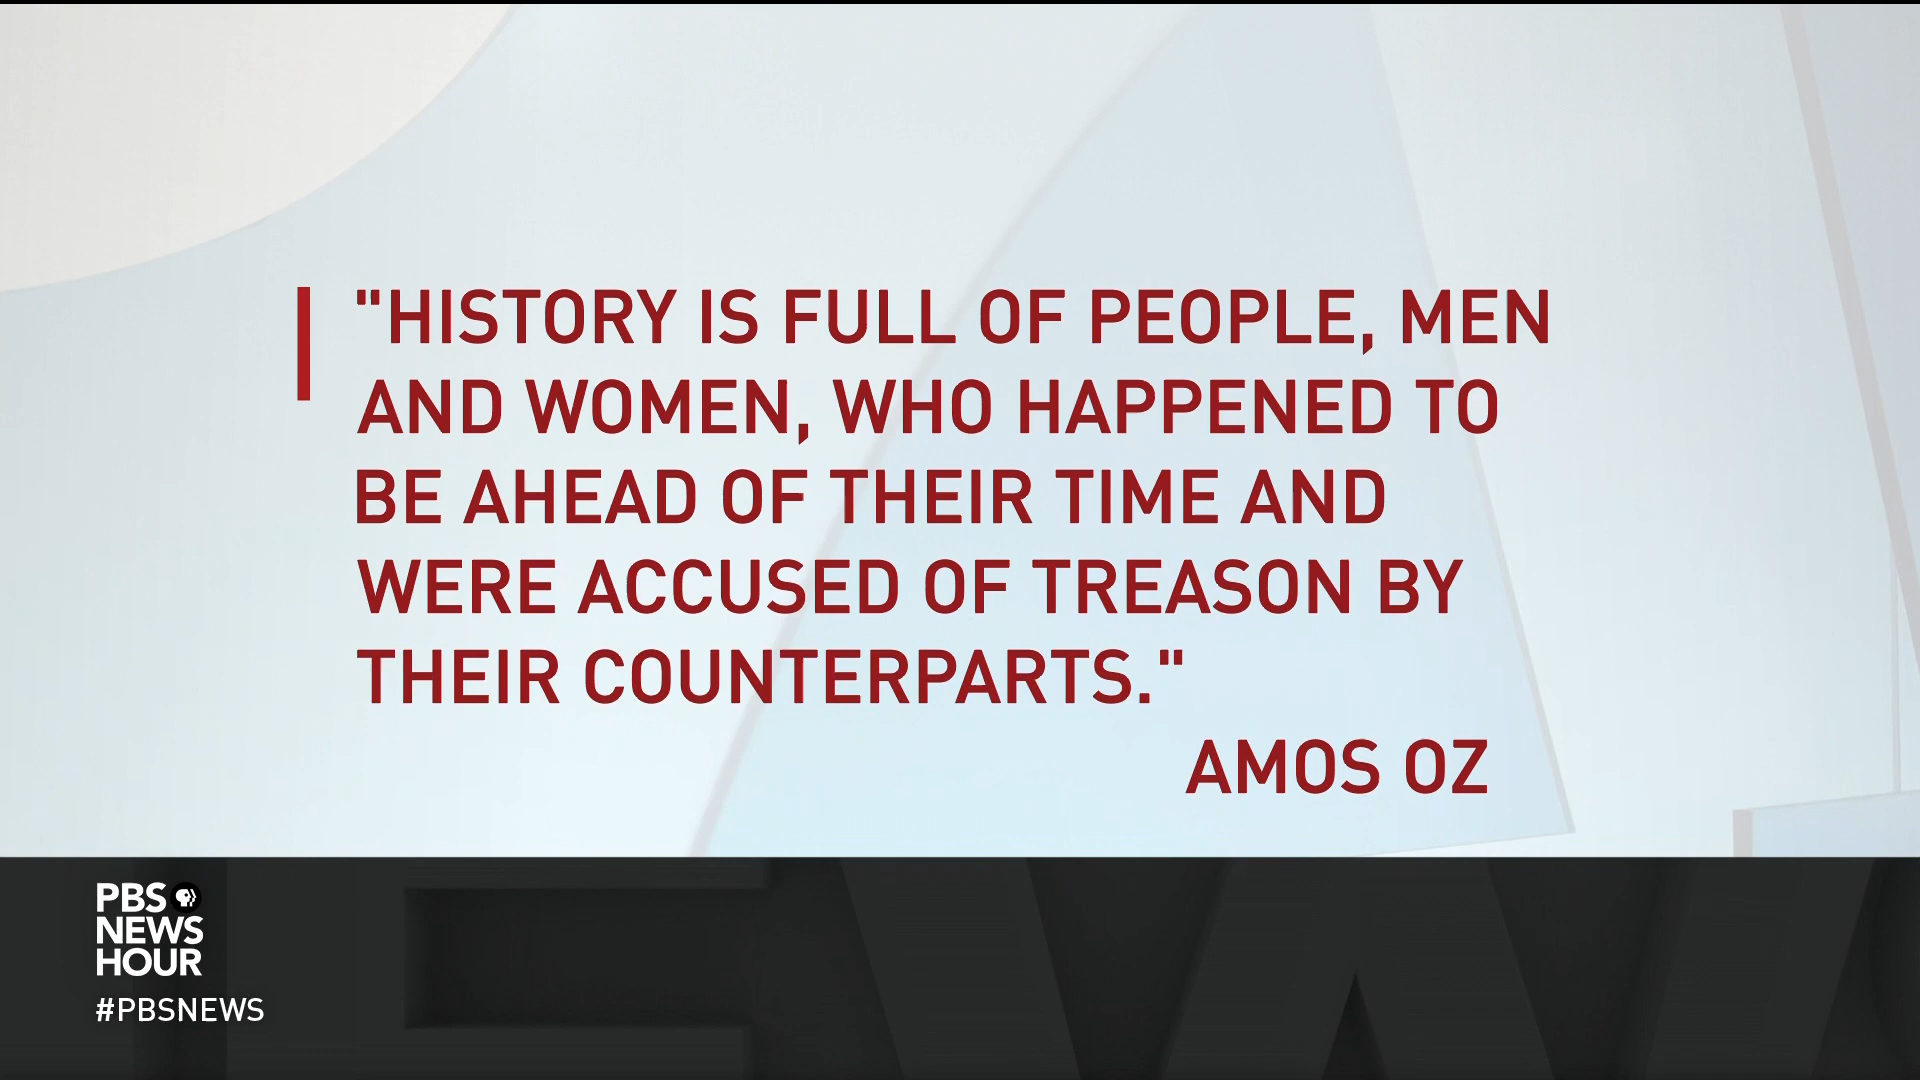 "HISTORY IS FULL OF PEOPLE, MEN
AND WOMEN, WHO HAPPENED TO
BE AHEAD OF THEIR TIME AND
WERE ACCUSED OF TREASON BY
THEIR COUNTERPARTS."
AMOS OZ
PBS
NEWS
HOUR
#PBSNEWS